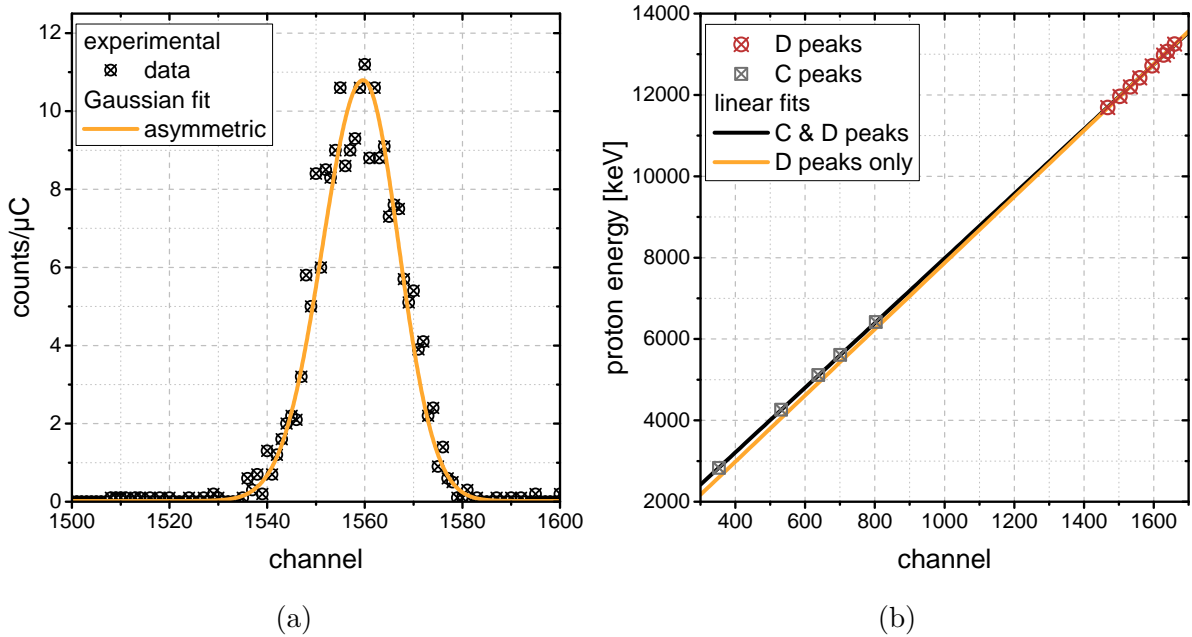 12
10
8
6
4
2
0
counts/μC
experimental
data
Gaussian fit
asymmetric
1500 1520 1540 1560 1580 1600
channel
(a)
14000
12000
10000
8000
6000
4000
2000
proton energy [keV]
D peaks
C peaks
linear fits
C & D peaks
D peaks only
400 600 800 1000 1200 1400 1600
channel
(b)